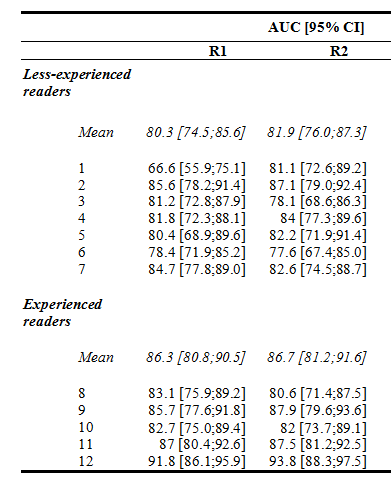 AUC [95% CI]
R1 R2
Less-experienced
readers
Mean 80.3 [74.5;85.6] 81.9 [76.0;87.3]
1 66.6 [55.9;75.1] 81.1 [72.6;89.2]
2 85.6 [78.2;91.4] 87.1 [79.0;92.4]
3 81.2 [72.8;87.9] 78.1 [68.6;86.3]
4 81.8 [72.3;88.1] 84 [77.3;89.6]
5 80.4 [68.9;89.6] 82.2 [71.9;91.4]
6 78.4 [71.9;85.2] 77.6 [67.4;85.0]
7 84.7 [77.8;89.0] 82.6 [74.5;88.7]
Experienced
readers
Mean 86.3 [80.8;90.5] 86.7 [81.2;91.6]
8 83.1 [75.9;89.2] 80.6 [71.4;87.5]
9 85.7 [77.6;91.8] 87.9 [79.6;93.6]
10 82.7 [75.0;89.4] 82 [73.7;89.1]
11 87 [80.4;92.6] 87.5 [81.2;92.5]
12 91.8 [86.1;95.9] 93.8 [88.3;97.5]